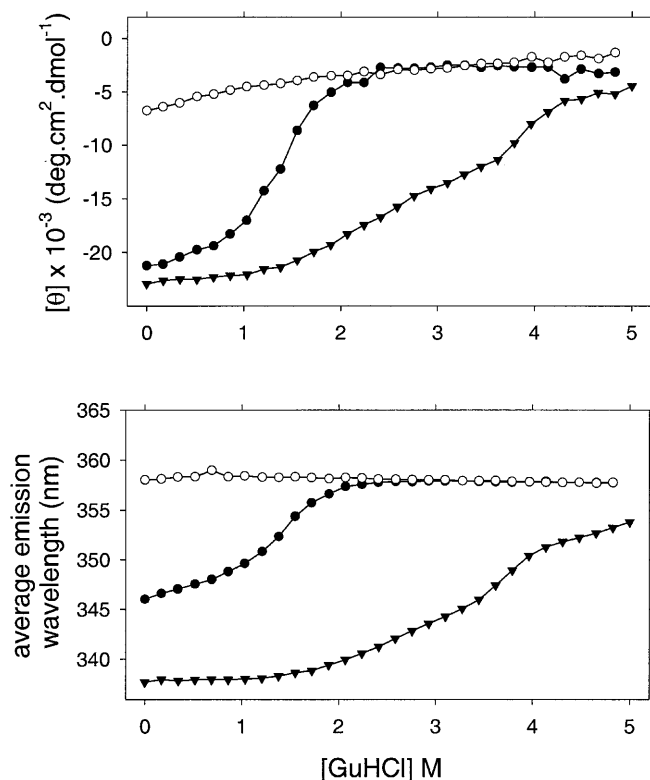 0
-5
-10
-15
-20
[θ] x 10⁻³ (deg.cm².dmol⁻¹)
0 1 2 3 4 5
365
360
355
350
345
340
average emission
wavelength (nm)
0 1 2 3 4 5
[GuHCl] M